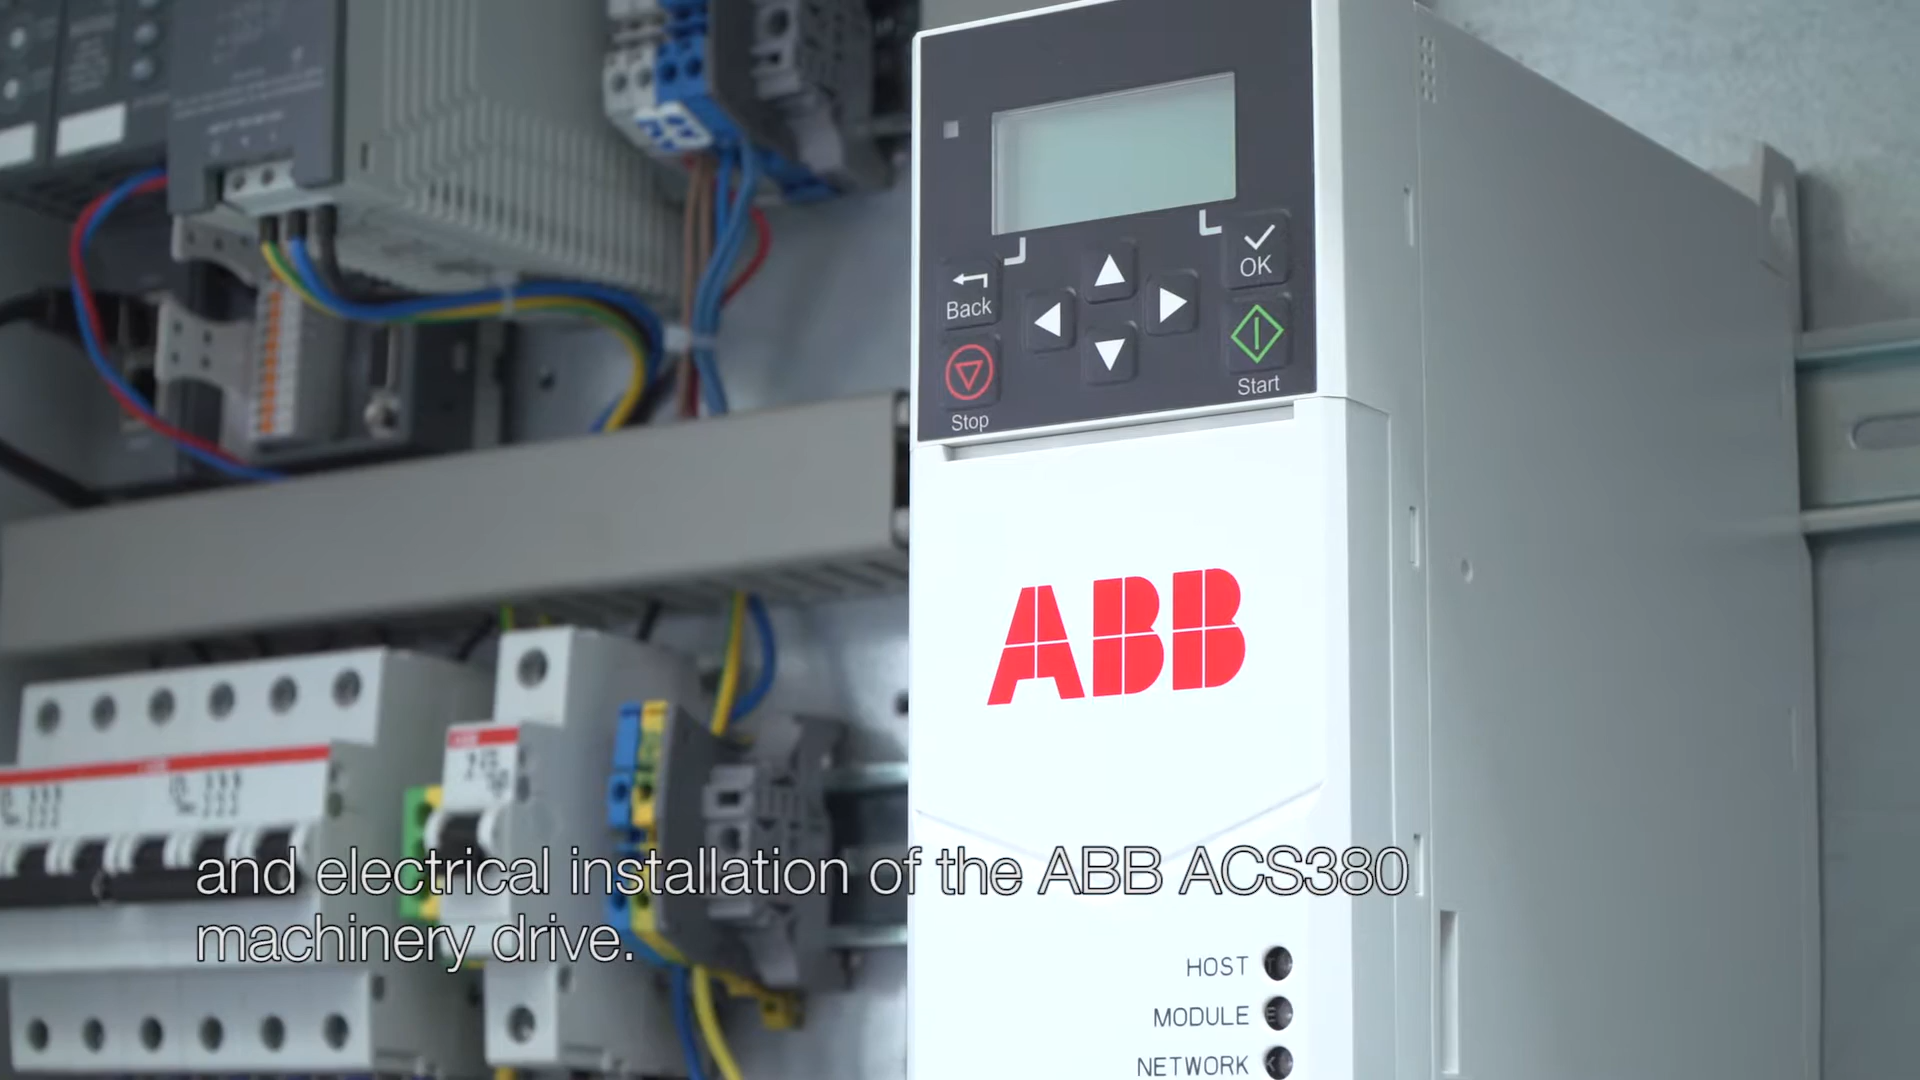 OK
Back
Start
Stop
ABB
and electrical installation of the ABB ACS380
machinery drive.
HOST
MODULE
NETWORK